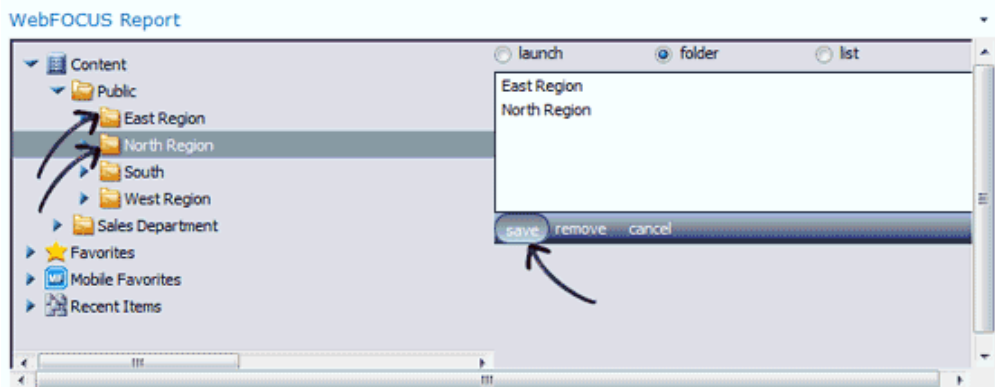 WebFOCUS Report
Content
Public
East Region
North Region
South
West Region
Sales Department
Favorites
Mobile Favorites
Recent Items
launch folder list
East Region
North Region
save remove cancel